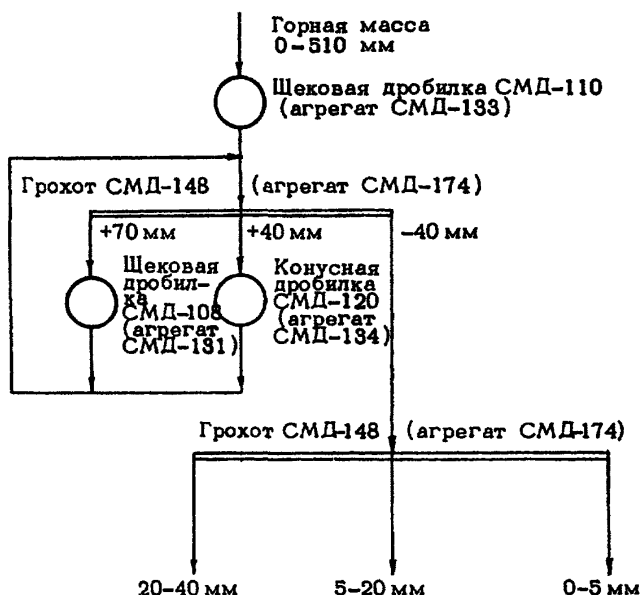 Горная масса
0-510 мм
Щековая дробилка СМД-110
(агрегат СМД-133)
Грохот СМД-148 (агрегат СМД-174)
+70 мм
+40 мм
-40 мм
Щековая
дробил-
ка
СМД-108
(агрегат
СМД-131)
Конусная
дробилка
СМД-120
(агрегат
СМД-134)
Грохот СМД-148 (агрегат СМД-174)
20-40 мм
5-20 мм
0-5 мм